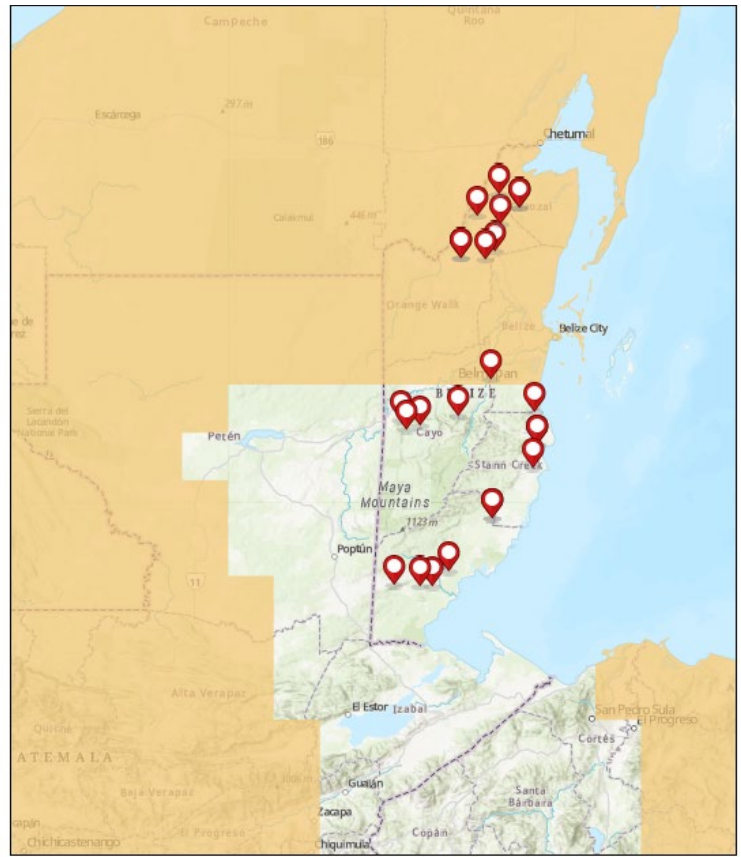 Quintana
Roo
Campeche
Escárcega
297 m
186
Chetumal
Calakmul
446 m
Orange Walk
Belize
Belize City
Belmopan
BELIZE
Sierra del
Lacandon
National Park
Petén
Cayo
Stann Creek
Maya
Mountains
1123 m
Poptún
11
Alta Verapaz
El Estor
Izabal
San Pedro Sula
El Progreso
Cortés
Quiché
ATEMALA
Gualán
Baja Verapaz
Santa
Bárbara
Zacapa
El Progreso
Copán
Chichicastenango
Chiquimula